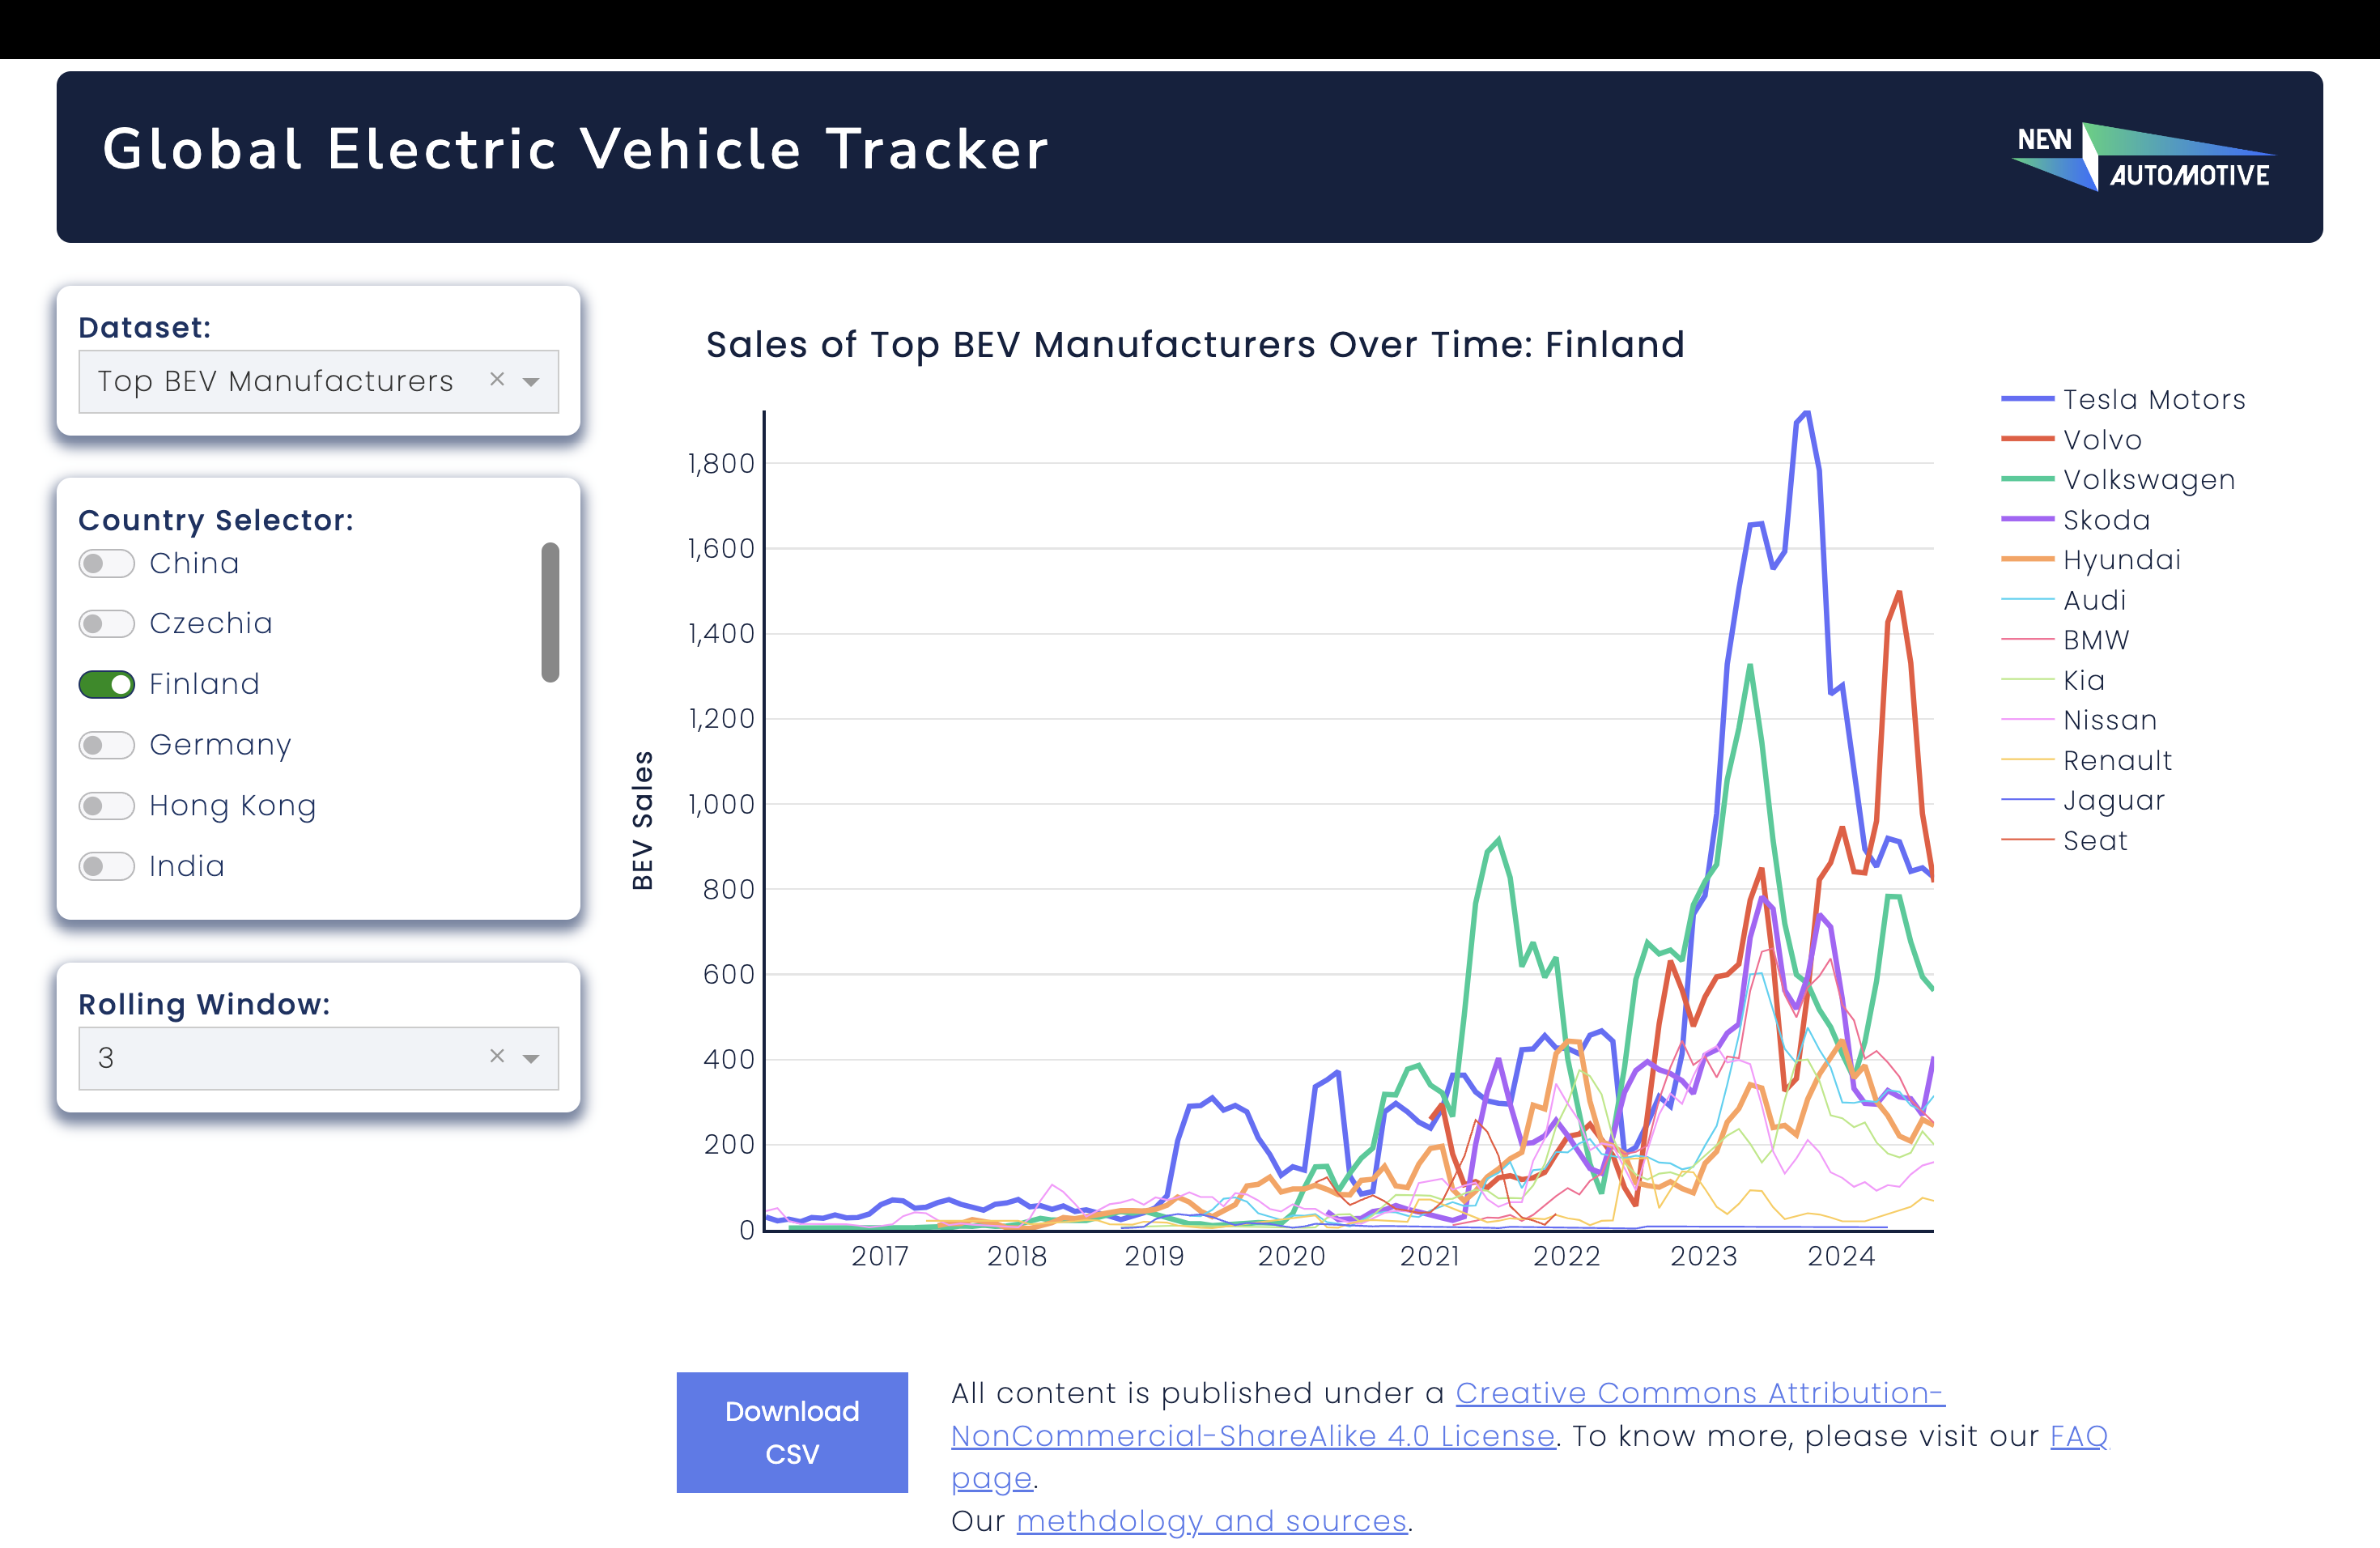 Global Electric Vehicle Tracker
NEW
AUTOMOTIVE
Dataset:
Top BEV Manufacturers
Country Selector:
China
Czechia
Finland
Germany
Hong Kong
India
Rolling Window:
3
Sales of Top BEV Manufacturers Over Time: Finland
BEV Sales
1,800
1,600
1,400
1,200
1,000
800
600
400
200
0
2017 2018 2019 2020 2021 2022 2023 2024
Tesla Motors
Volvo
Volkswagen
Skoda
Hyundai
Audi
BMW
Kia
Nissan
Renault
Jaguar
Seat
Download
CSV
All content is published under a Creative Commons Attribution-
NonCommercial-ShareAlike 4.0 License. To know more, please visit our FAQ
page.
Our methdology and sources.